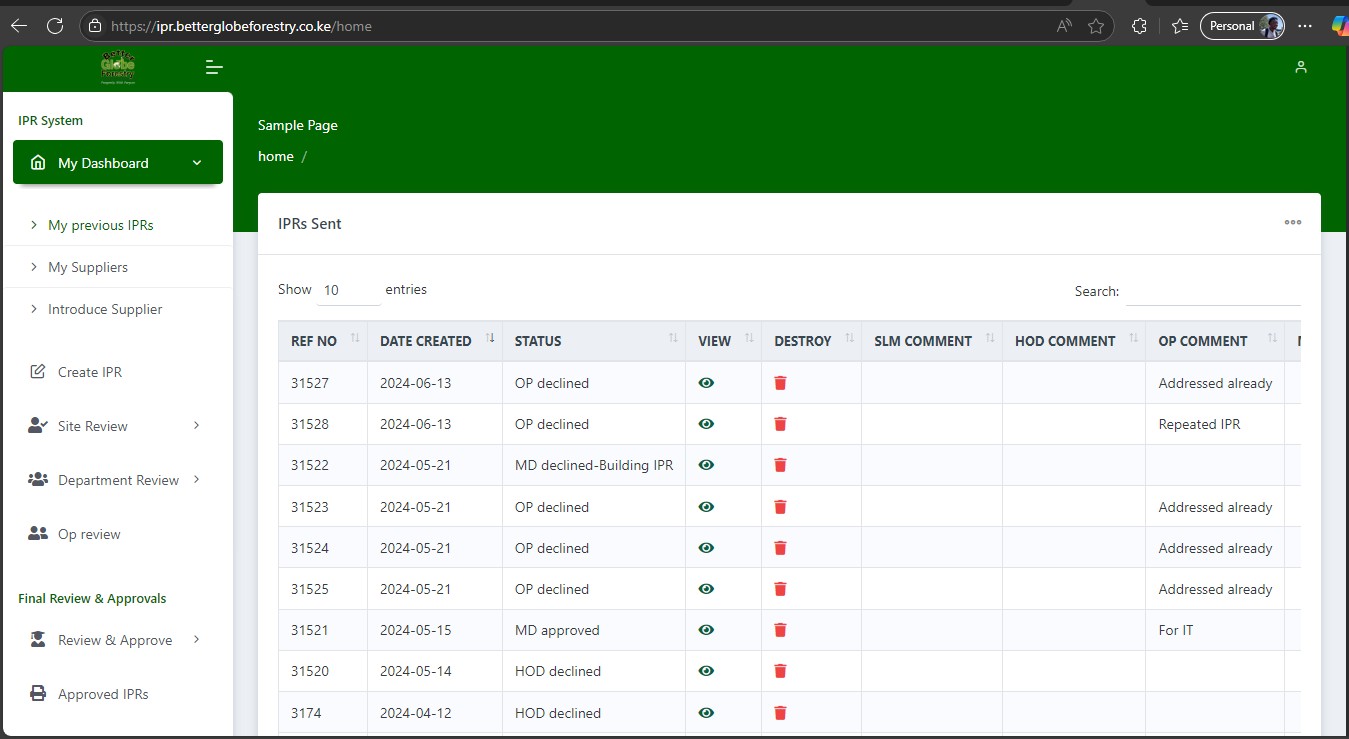 https://ipr.betterglobeforestry.co.ke/home
Personal
Better Globe Forestry
IPR System
My Dashboard
My previous IPRs
My Suppliers
Introduce Supplier
Create IPR
Site Review
Department Review
Op review
Final Review & Approvals
Review & Approve
Approved IPRs
Sample Page
home /
IPRs Sent
Show 10 entries
Search:
REF NO DATE CREATED STATUS VIEW DESTROY SLM COMMENT HOD COMMENT OP COMMENT
31527 2024-06-13 OP declined Addressed already
31528 2024-06-13 OP declined Repeated IPR
31522 2024-05-21 MD declined-Building IPR
31523 2024-05-21 OP declined Addressed already
31524 2024-05-21 OP declined Addressed already
31525 2024-05-21 OP declined Addressed already
31521 2024-05-15 MD approved For IT
31520 2024-05-14 HOD declined
3174 2024-04-12 HOD declined